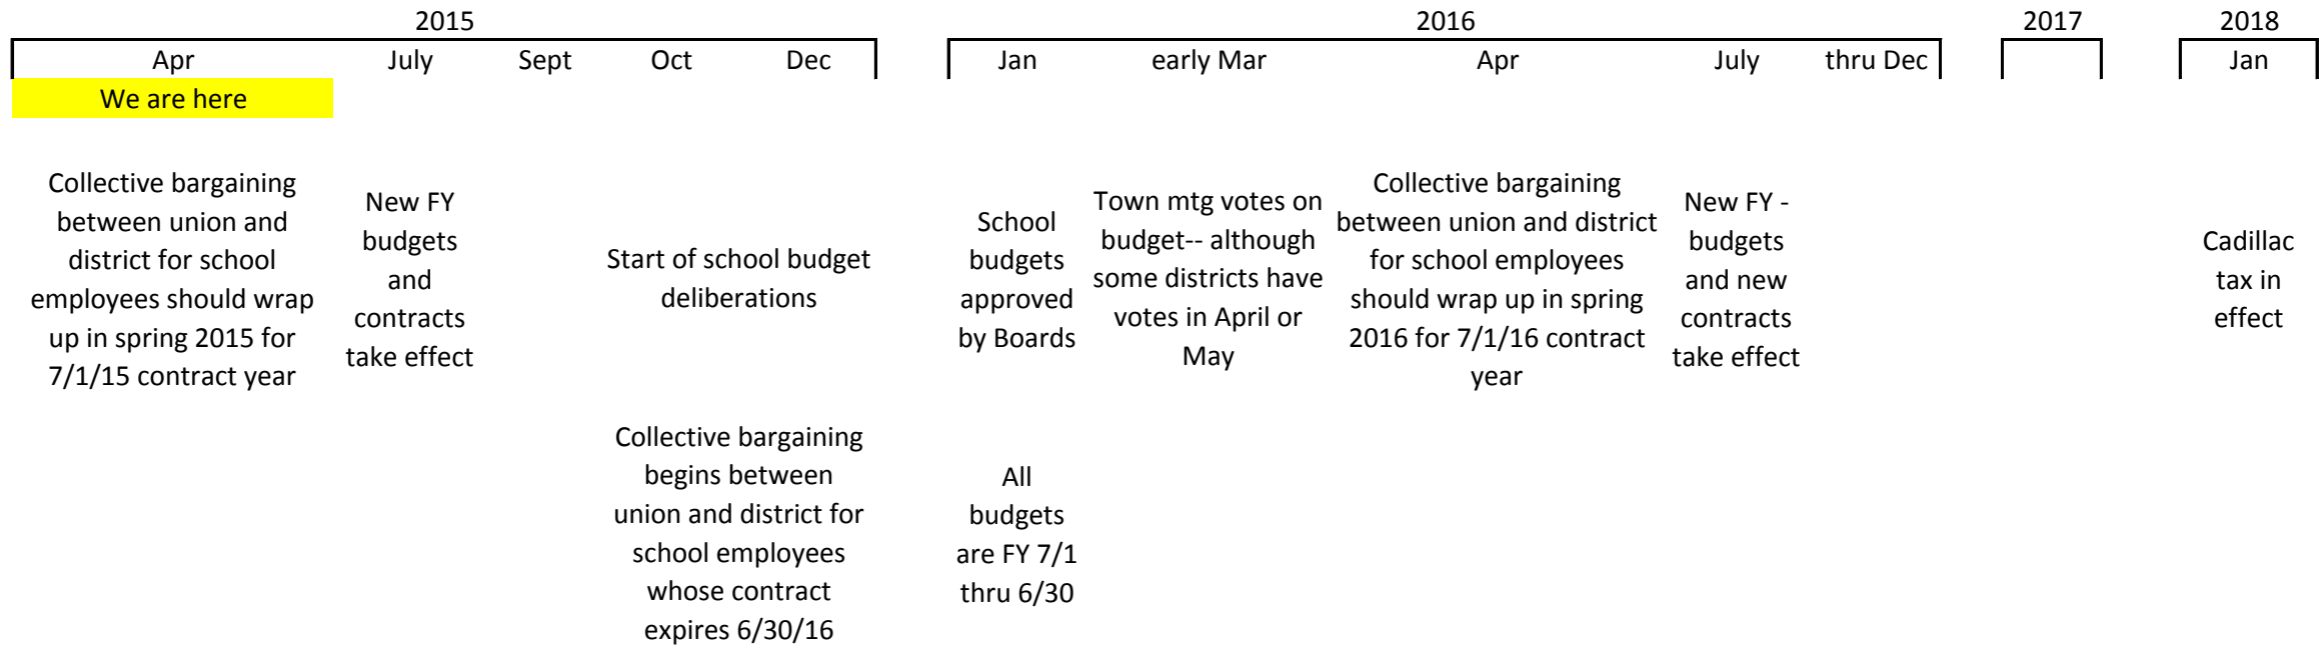 2015
2016
2017
2018
Apr
July
Sept
Oct
Dec
Jan
early Mar
Apr
July
thru Dec
Jan
We are here
Collective bargaining
between union and
district for school
employees should wrap
up in spring 2015 for
7/1/15 contract year
New FY
budgets
and
contracts
take effect
Start of school budget
deliberations
School
budgets
approved
by Boards
Town mtg votes on
budget-- although
some districts have
votes in April or
May
Collective bargaining
between union and district
for school employees
should wrap up in spring
2016 for 7/1/16 contract
year
New FY -
budgets
and new
contracts
take effect
Cadillac
tax in
effect
Collective bargaining
begins between
union and district for
school employees
whose contract
expires 6/30/16
All
budgets
are FY 7/1
thru 6/30